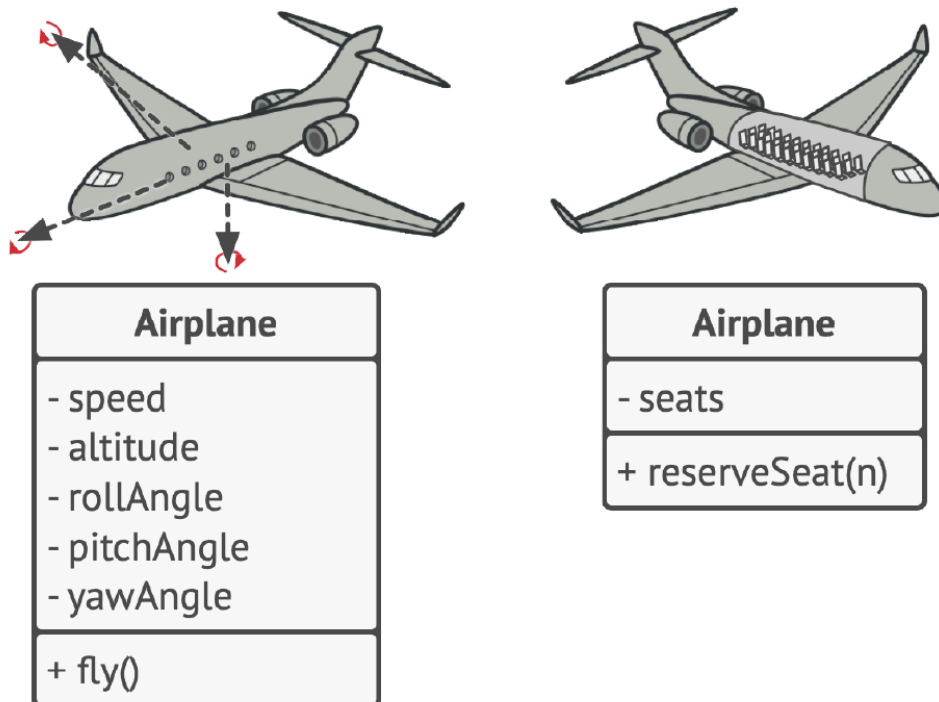 Airplane
- speed
- altitude
- rollAngle
- pitchAngle
- yawAngle
+ fly()
Airplane
- seats
+ reserveSeat(n)